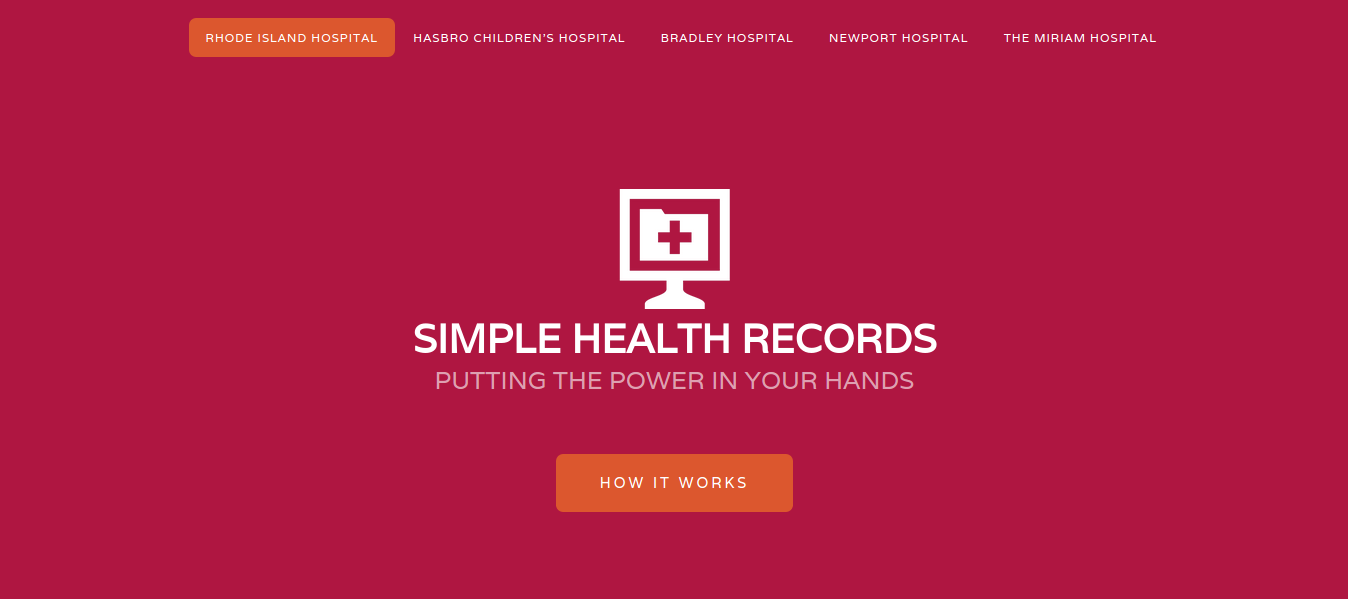 RHODE ISLAND HOSPITAL HASBRO CHILDREN'S HOSPITAL BRADLEY HOSPITAL NEWPORT HOSPITAL THE MIRIAM HOSPITAL
SIMPLE HEALTH RECORDS
PUTTING THE POWER IN YOUR HANDS
HOW IT WORKS